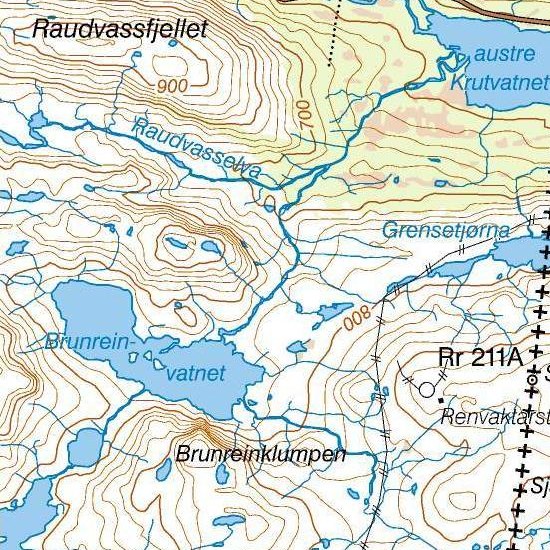 Raudvassfjellet
austre
Krutvatnet
900
700
Raudvasselva
Grensetjørna
800
Brunrein-
vatnet
Rr 211A
Renvaktarst
Brunreinklumpen
Sj